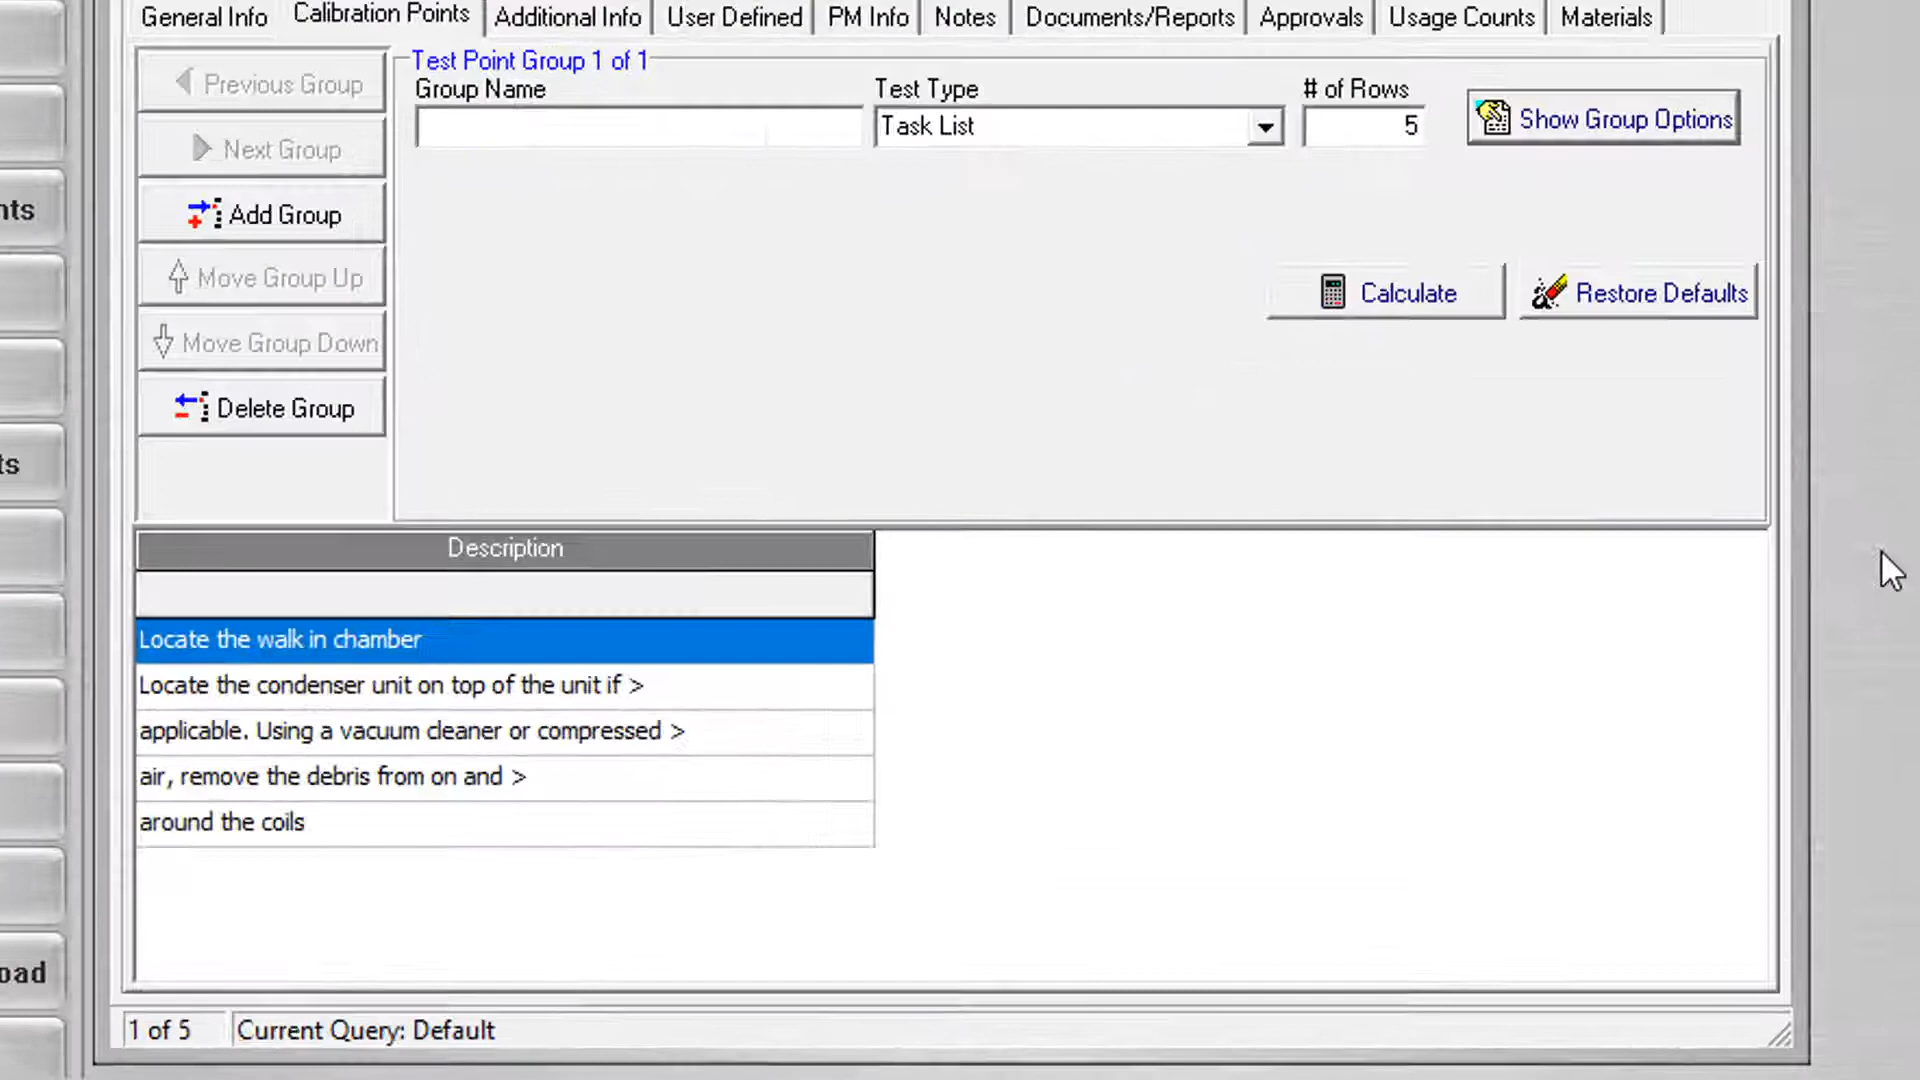 General Info
Calibration Points
Additional Info
User Defined
PM Info
Notes
Documents/Reports
Approvals
Usage Counts
Materials
Previous Group
Next Group
Add Group
Move Group Up
Move Group Down
Delete Group
Test Point Group 1 of 1
Group Name
Test Type
# of Rows
Task List
5
Show Group Options
Calculate
Restore Defaults
Description
Locate the walk in chamber
Locate the condenser unit on top of the unit if >
applicable. Using a vacuum cleaner or compressed >
air, remove the debris from on and >
around the coils
1 of 5
Current Query: Default